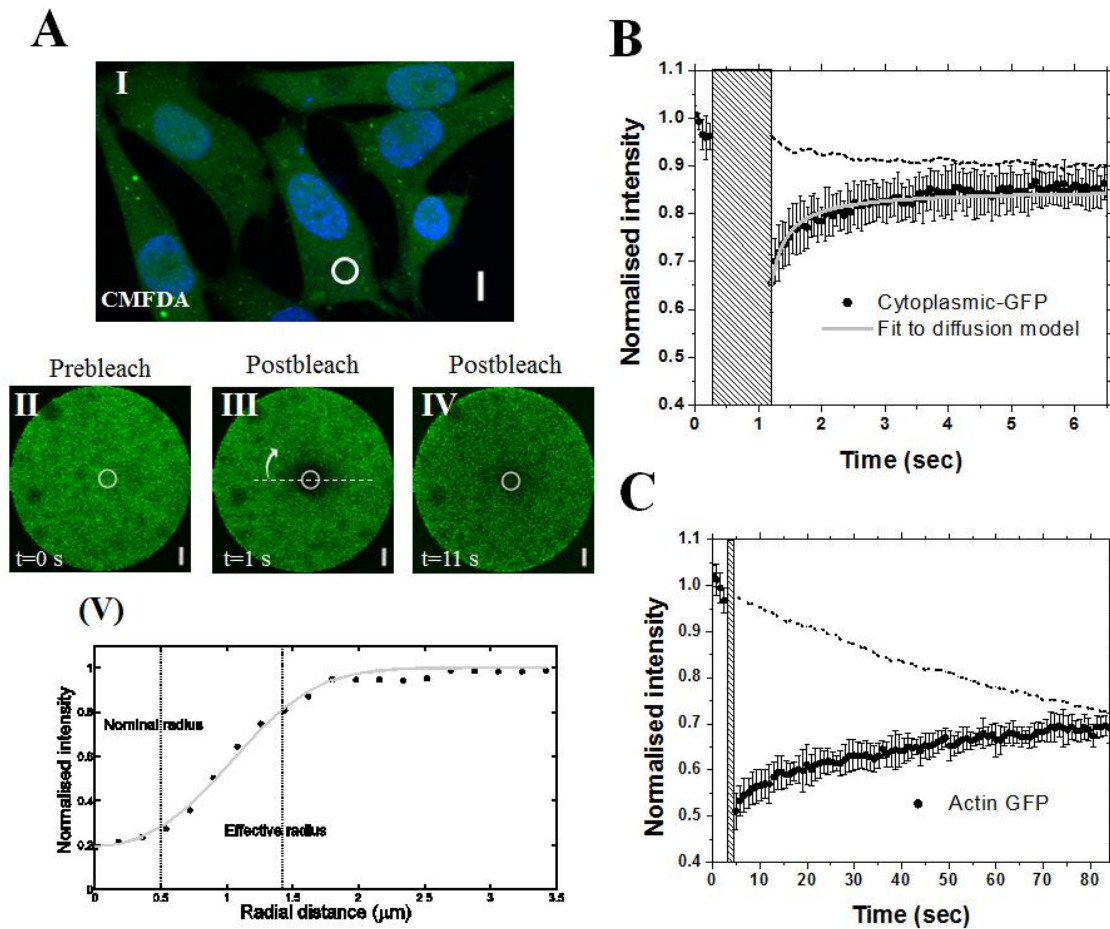 A
I
CMFDA
Prebleach
Postbleach
Postbleach
II
III
IV
t=0 s
t=1 s
t=11 s
(V)
Normalised intensity
1
0.8
0.6
0.4
0.2
0
Nominal radius
Effective radius
0 0.5 1 1.5 2 2.5 3 3.5
Radial distance (μm)
B
Normalised intensity
1.1
1.0
0.9
0.8
0.7
0.6
0.5
0.4
Cytoplasmic-GFP
Fit to diffusion model
0 1 2 3 4 5 6
Time (sec)
C
Normalised intensity
1.1
1.0
0.9
0.8
0.7
0.6
0.5
0.4
Actin GFP
0 10 20 30 40 50 60 70 80
Time (sec)